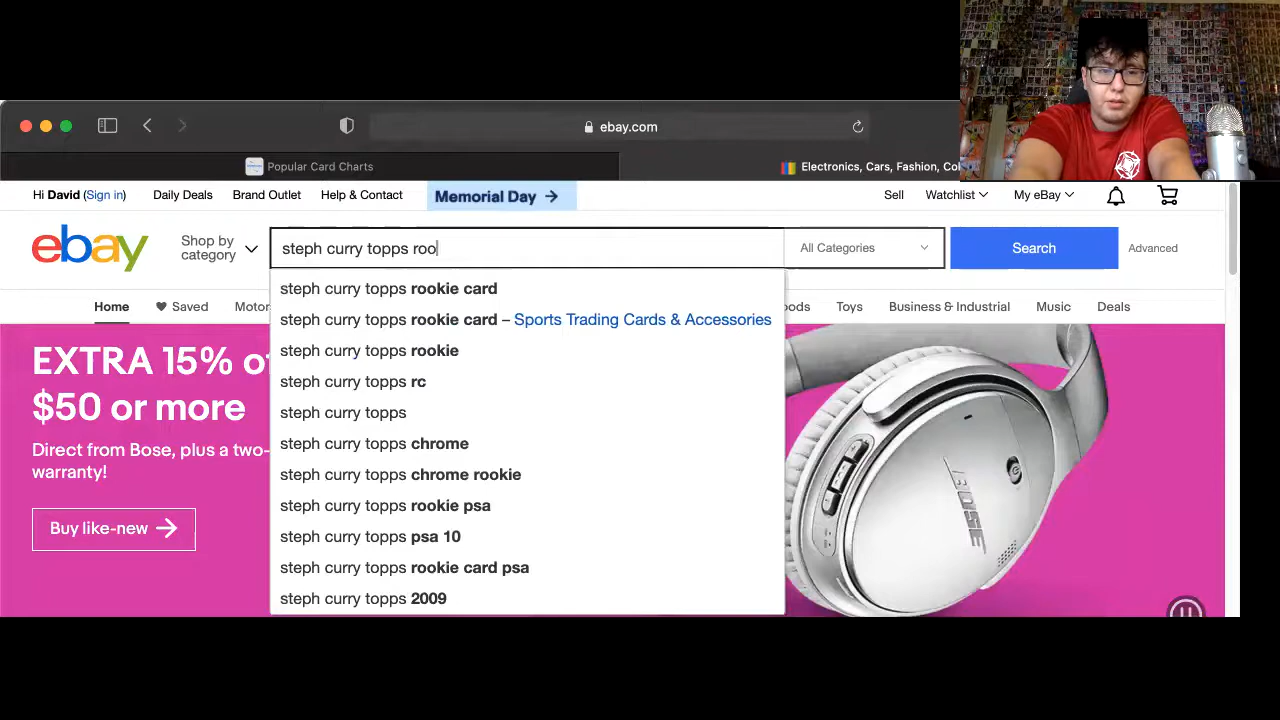 ebay.com
Popular Card Charts
Electronics, Cars, Fashion, Col
Hi David (Sign in)
Daily Deals
Brand Outlet
Help & Contact
Memorial Day →
Sell
Watchlist
My eBay
ebay
Shop by
category
steph curry topps roo
All Categories
Search
Advanced
Home
Saved
Motor
oods
Toys
Business & Industrial
Music
Deals
steph curry topps rookie card
steph curry topps rookie card – Sports Trading Cards & Accessories
steph curry topps rookie
steph curry topps rc
steph curry topps
steph curry topps chrome
steph curry topps chrome rookie
steph curry topps rookie psa
steph curry topps psa 10
steph curry topps rookie card psa
steph curry topps 2009
EXTRA 15% of
$50 or more
Direct from Bose, plus a two-
warranty!
Buy like-new →
BOSE